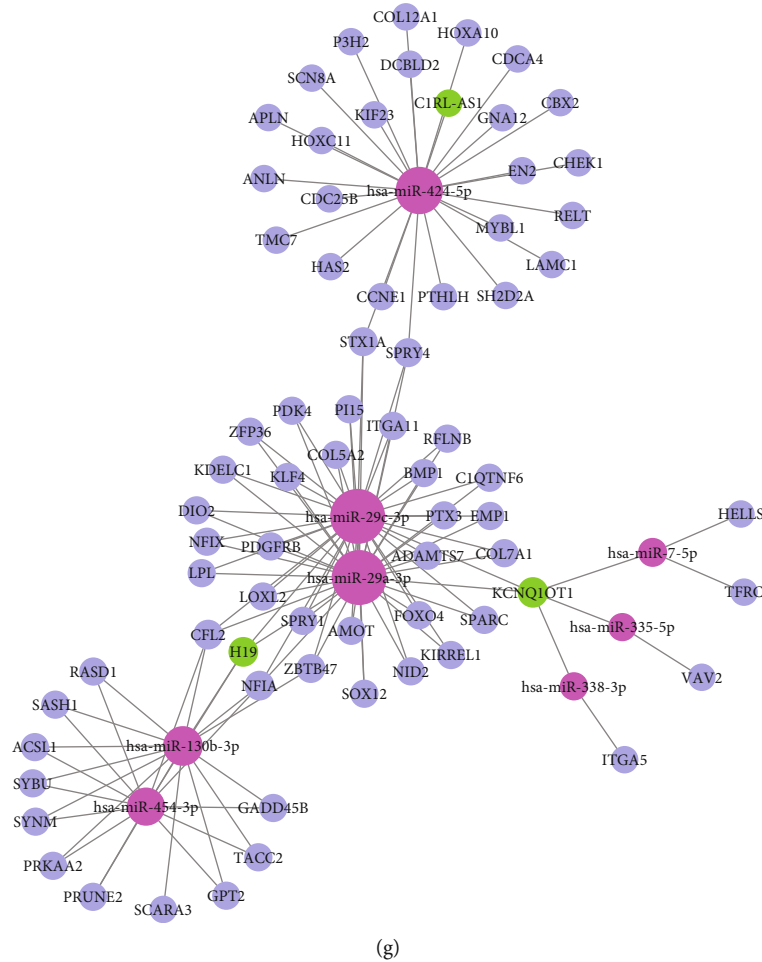 COL12A1
HOXA10
P3H2
DCBLD2
CDCA4
SCN8A
C1RL-AS1
CBX2
APLN
KIF23
GNA12
HOXC11
CHEK1
EN2
ANLN
hsa-miR-424-5p
CDC25B
RELT
MYBL1
TMC7
HAS2
LAMC1
CCNE1
PTHLH
SH2D2A
STX1A
SPRY4
PDK4
PI15
ZFP36
ITGA11
RFLNB
COL5A2
KDELC1
KLF4
BMP1
C1QTNF6
DIO2
hsa-miR-29c-3p
PTX3
EMP1
HELLS
NFIX
PDGFRB
ADAMTS7
COL7A1
hsa-miR-7-5p
LPL
hsa-miR-29a-3p
LOXL2
KCNQ1OT1
TFRC
SPRY1
FOXO4
SPARC
CFL2
AMOT
hsa-miR-335-5p
H19
KIRREL1
RASD1
ZBTB47
NID2
NFIA
SOX12
hsa-miR-338-3p
VAV2
SASH1
ACSL1
hsa-miR-130b-3p
ITGA5
SYBU
hsa-miR-454-3p
GADD45B
SYNM
TACC2
PRKAA2
PRUNE2
GPT2
SCARA3
(g)